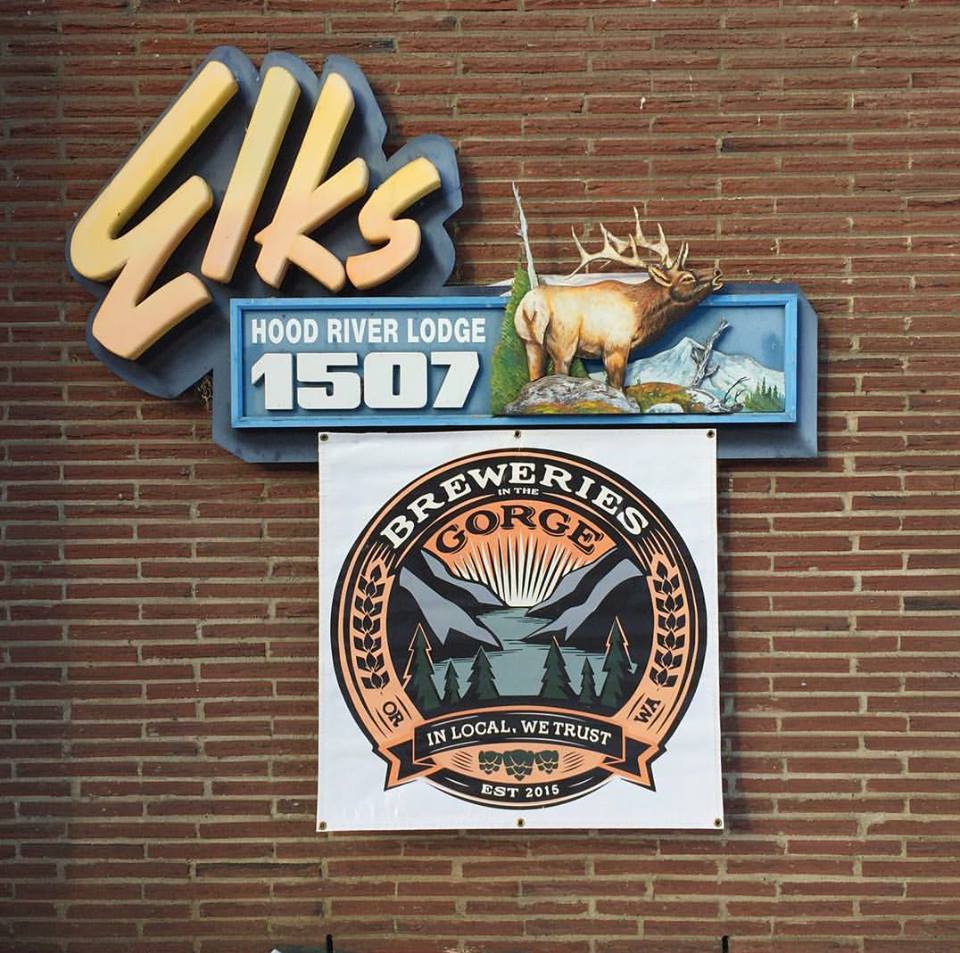 Elks
HOOD RIVER LODGE
1507
BREWERIES
IN THE
GORGE
OR
WA
IN LOCAL, WE TRUST
EST 2015